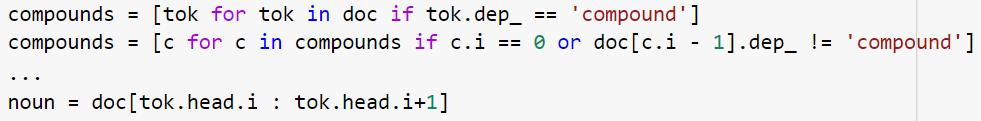 compounds = [tok for tok in doc if tok.dep_ == 'compound']
compounds = [c for c in compounds if c.i == 0 or doc[c.i - 1].dep_ != 'compound']
...
noun = doc[tok.head.i : tok.head.i+1]